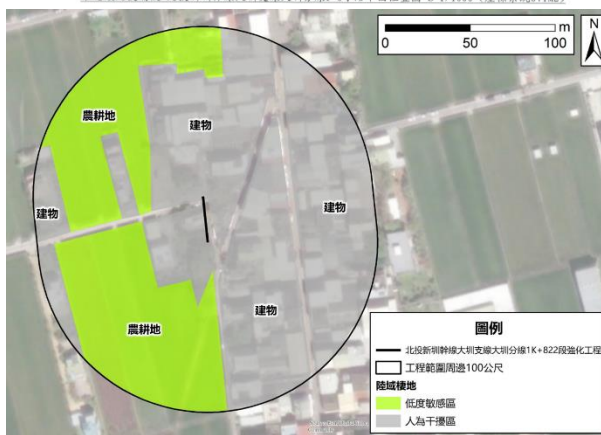 N
0
50
100
m
農耕地
建物
建物
建物
農耕地
建物
圖例
北投新圳幹線大圳支線大圳分線1K+822段強化工程
工程範圍周邊100公尺
陸域棲地
低度敏感區
人為干擾區